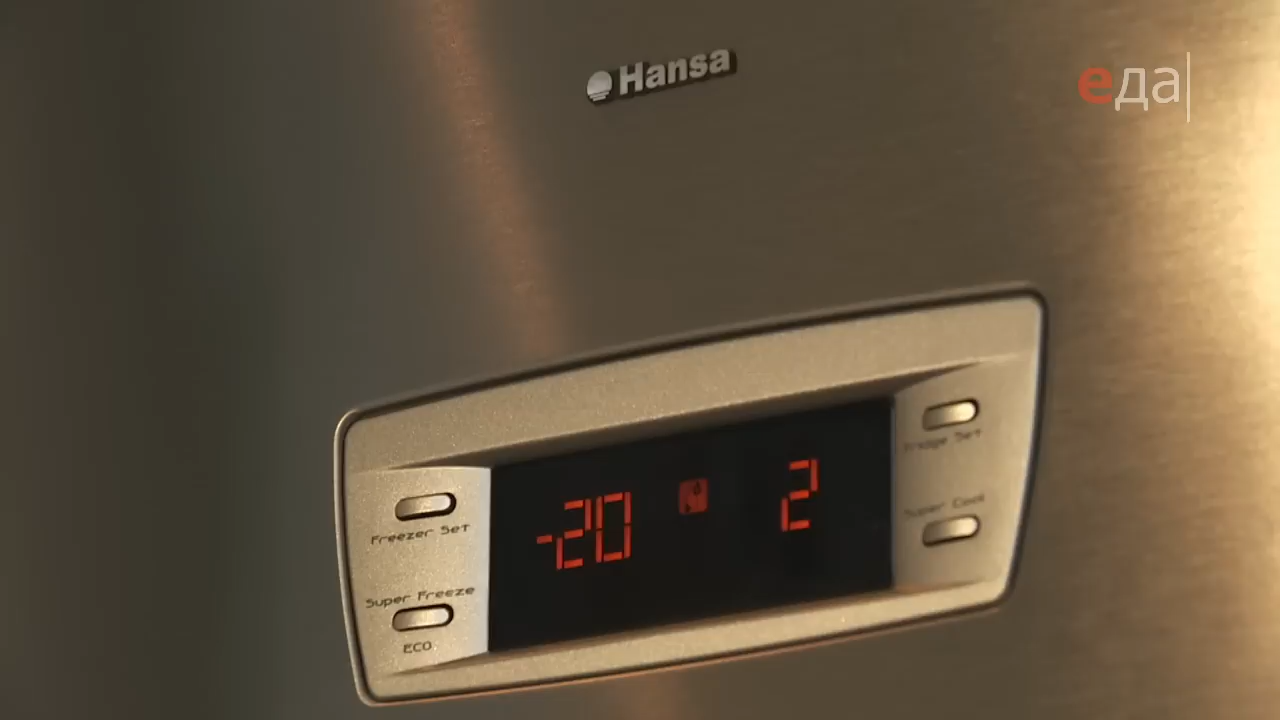 Hansa
еда
-20
2
Fridge Set
Freezer Set
Super Cool
Super Freeze
ECO